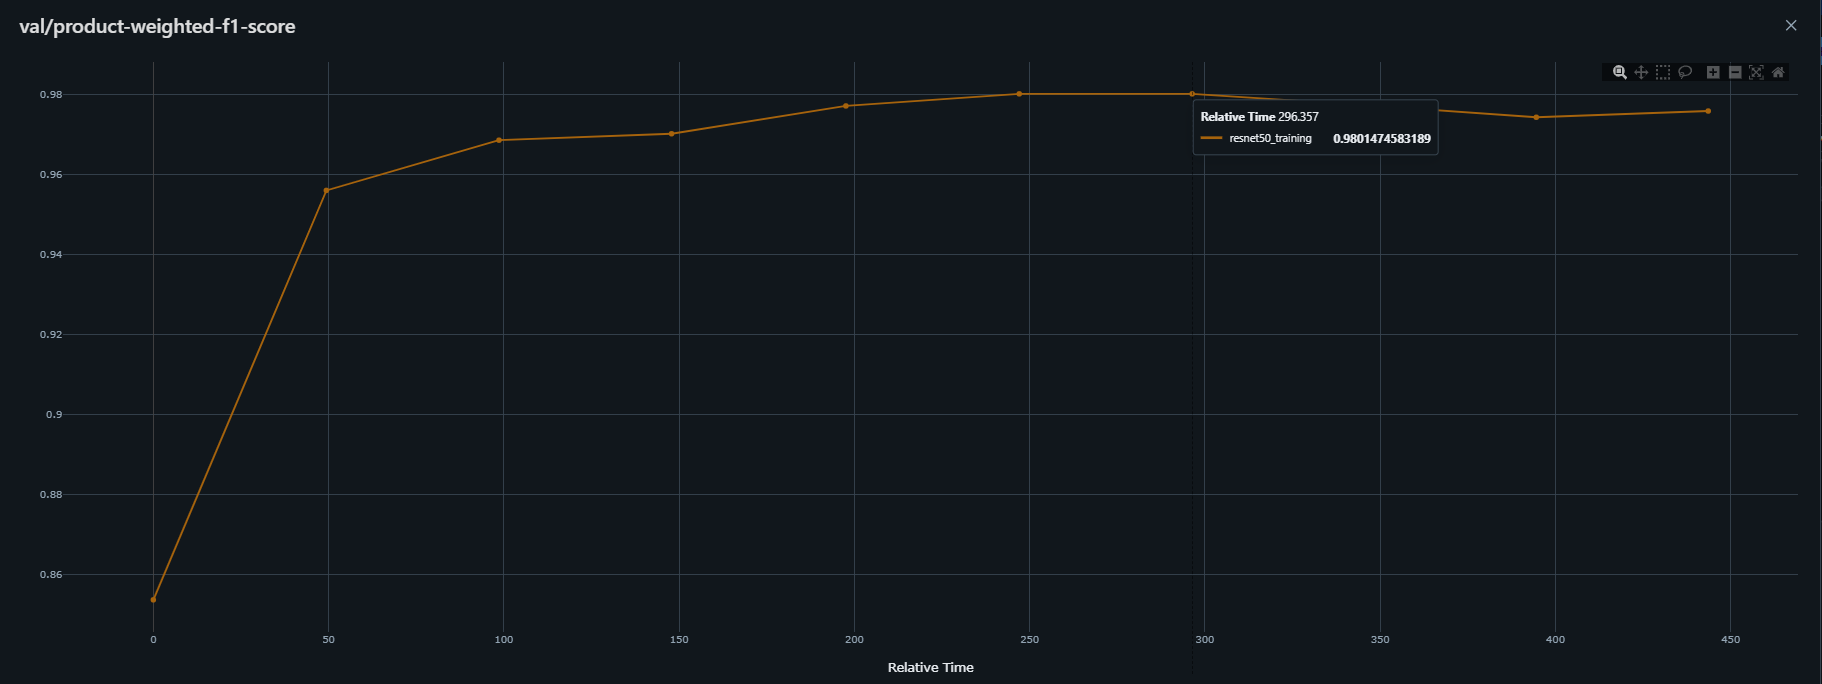 val/product-weighted-f1-score
0.98
0.96
0.94
0.92
0.9
0.88
0.86
Relative Time 296.357
resnet50_training 0.9801474583189
0 50 100 150 200 250 300 350 400 450
Relative Time